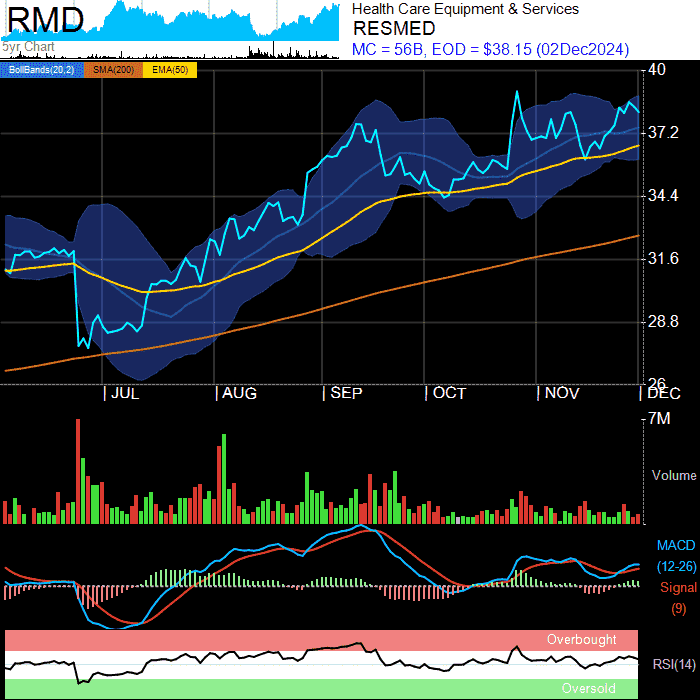 RMD
5yr Chart
Health Care Equipment & Services
RESMED
MC = 56B, EOD = $38.15 (02Dec2024)
BollBands(20,2) SMA(200) EMA(50)
40
37.2
34.4
31.6
28.8
26
JUL AUG SEP OCT NOV DEC
7M
Volume
MACD
(12-26)
Signal
(9)
Overbought
RSI(14)
Oversold